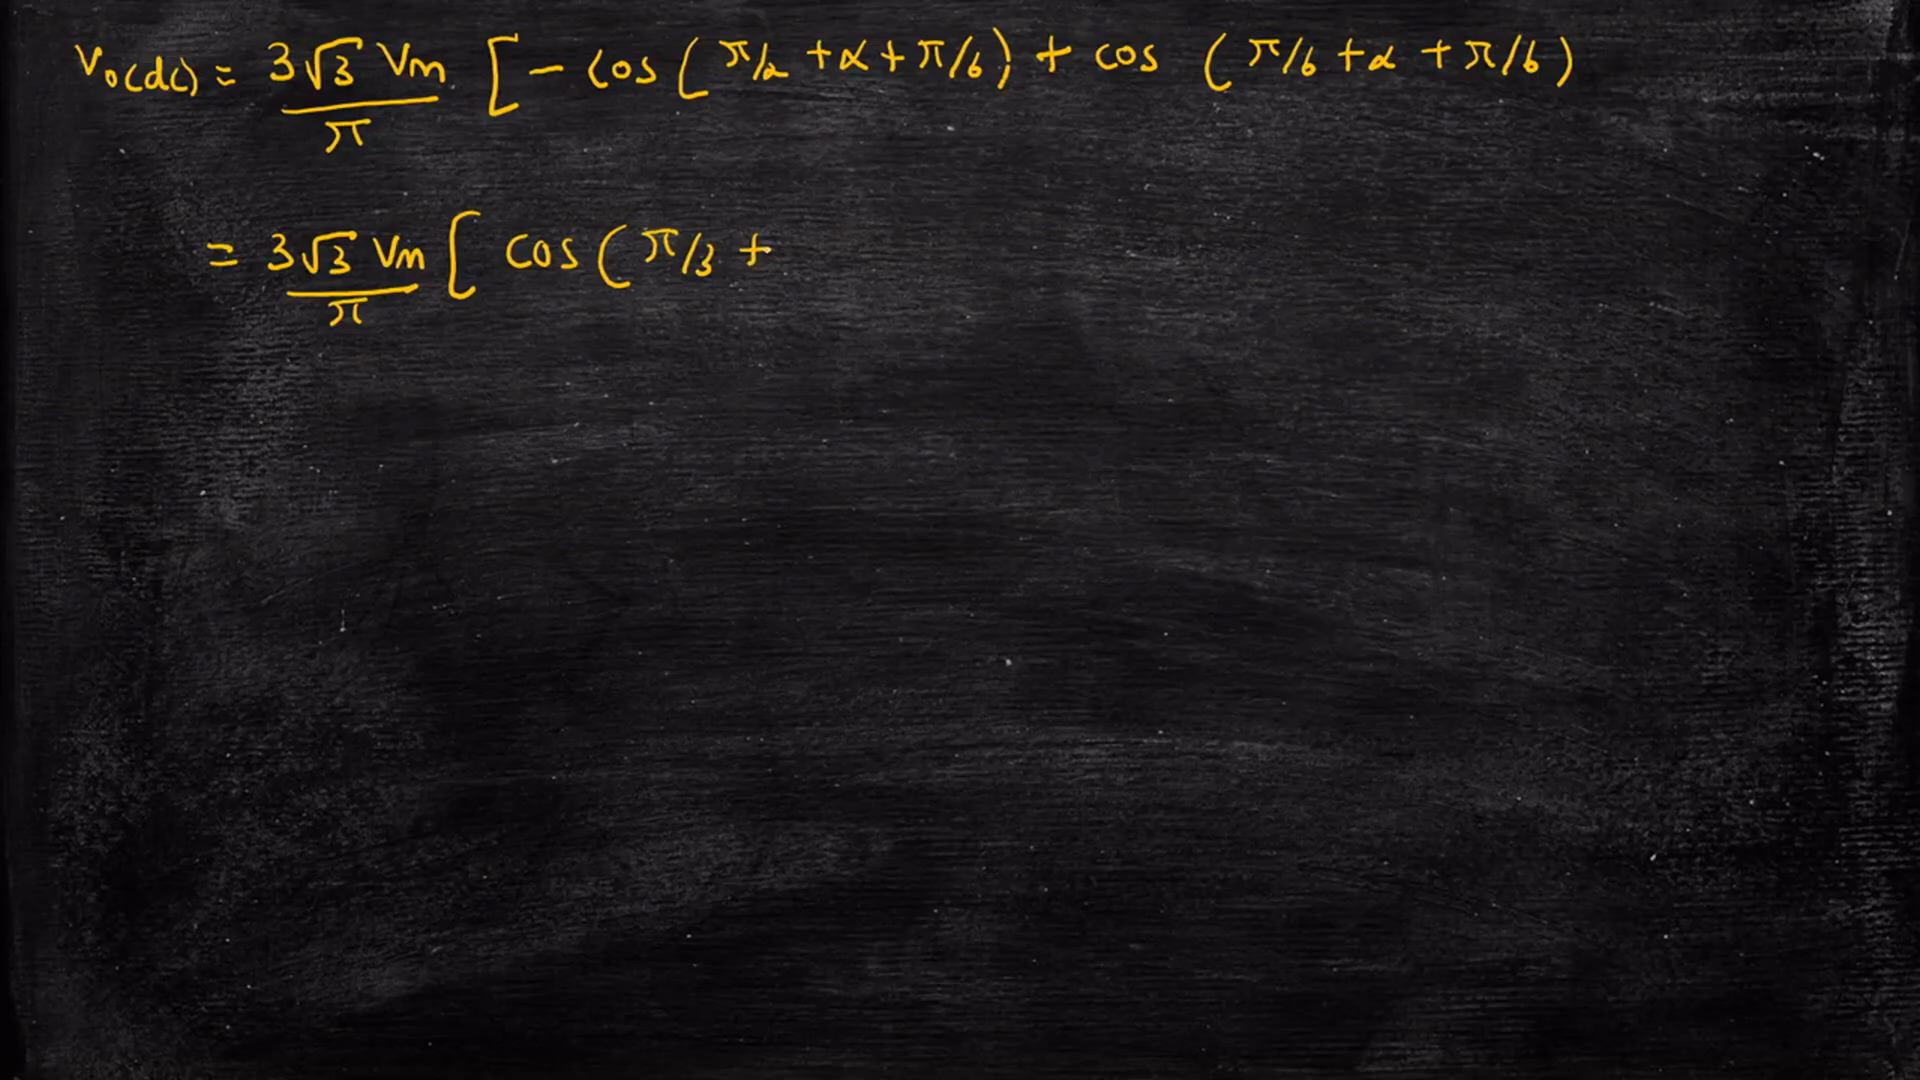 Vo(dc) = 3√3 Vm / π [ - cos ( π/2 + α + π/6 ) + cos ( π/6 + α + π/6 )
= 3√3 Vm / π [ cos ( π/3 +